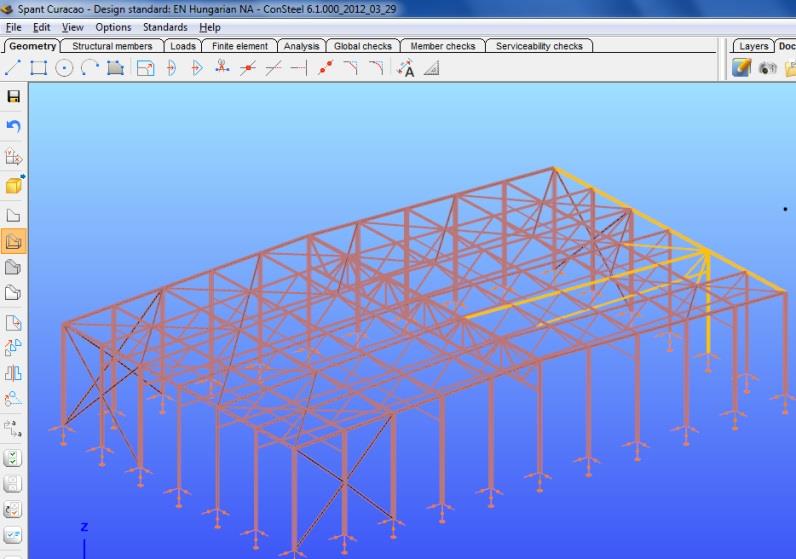 Spant Curacao - Design standard: EN Hungarian NA - ConSteel 6.1.000_2012_03_29
File Edit View Options Standards Help
Geometry Structural members Loads Finite element Analysis Global checks Member checks Serviceability checks Layers Doc
A
Z